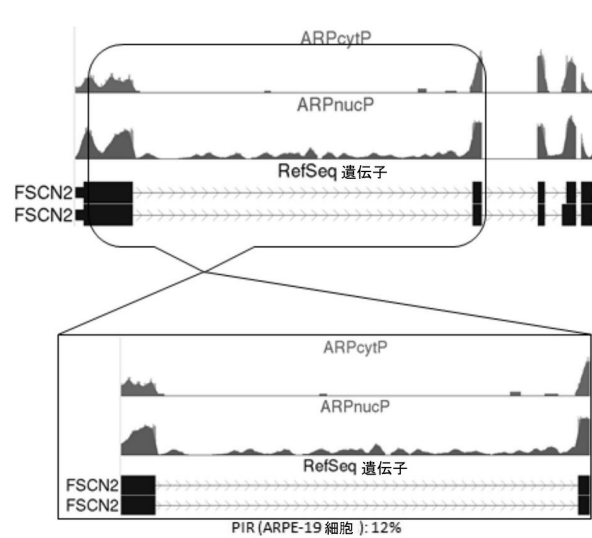 ARPcytP
ARPnucP
RefSeq 遺伝子
FSCN2
FSCN2
ARPcytP
ARPnucP
RefSeq 遺伝子
FSCN2
FSCN2
PIR (ARPE-19 細胞 ): 12%